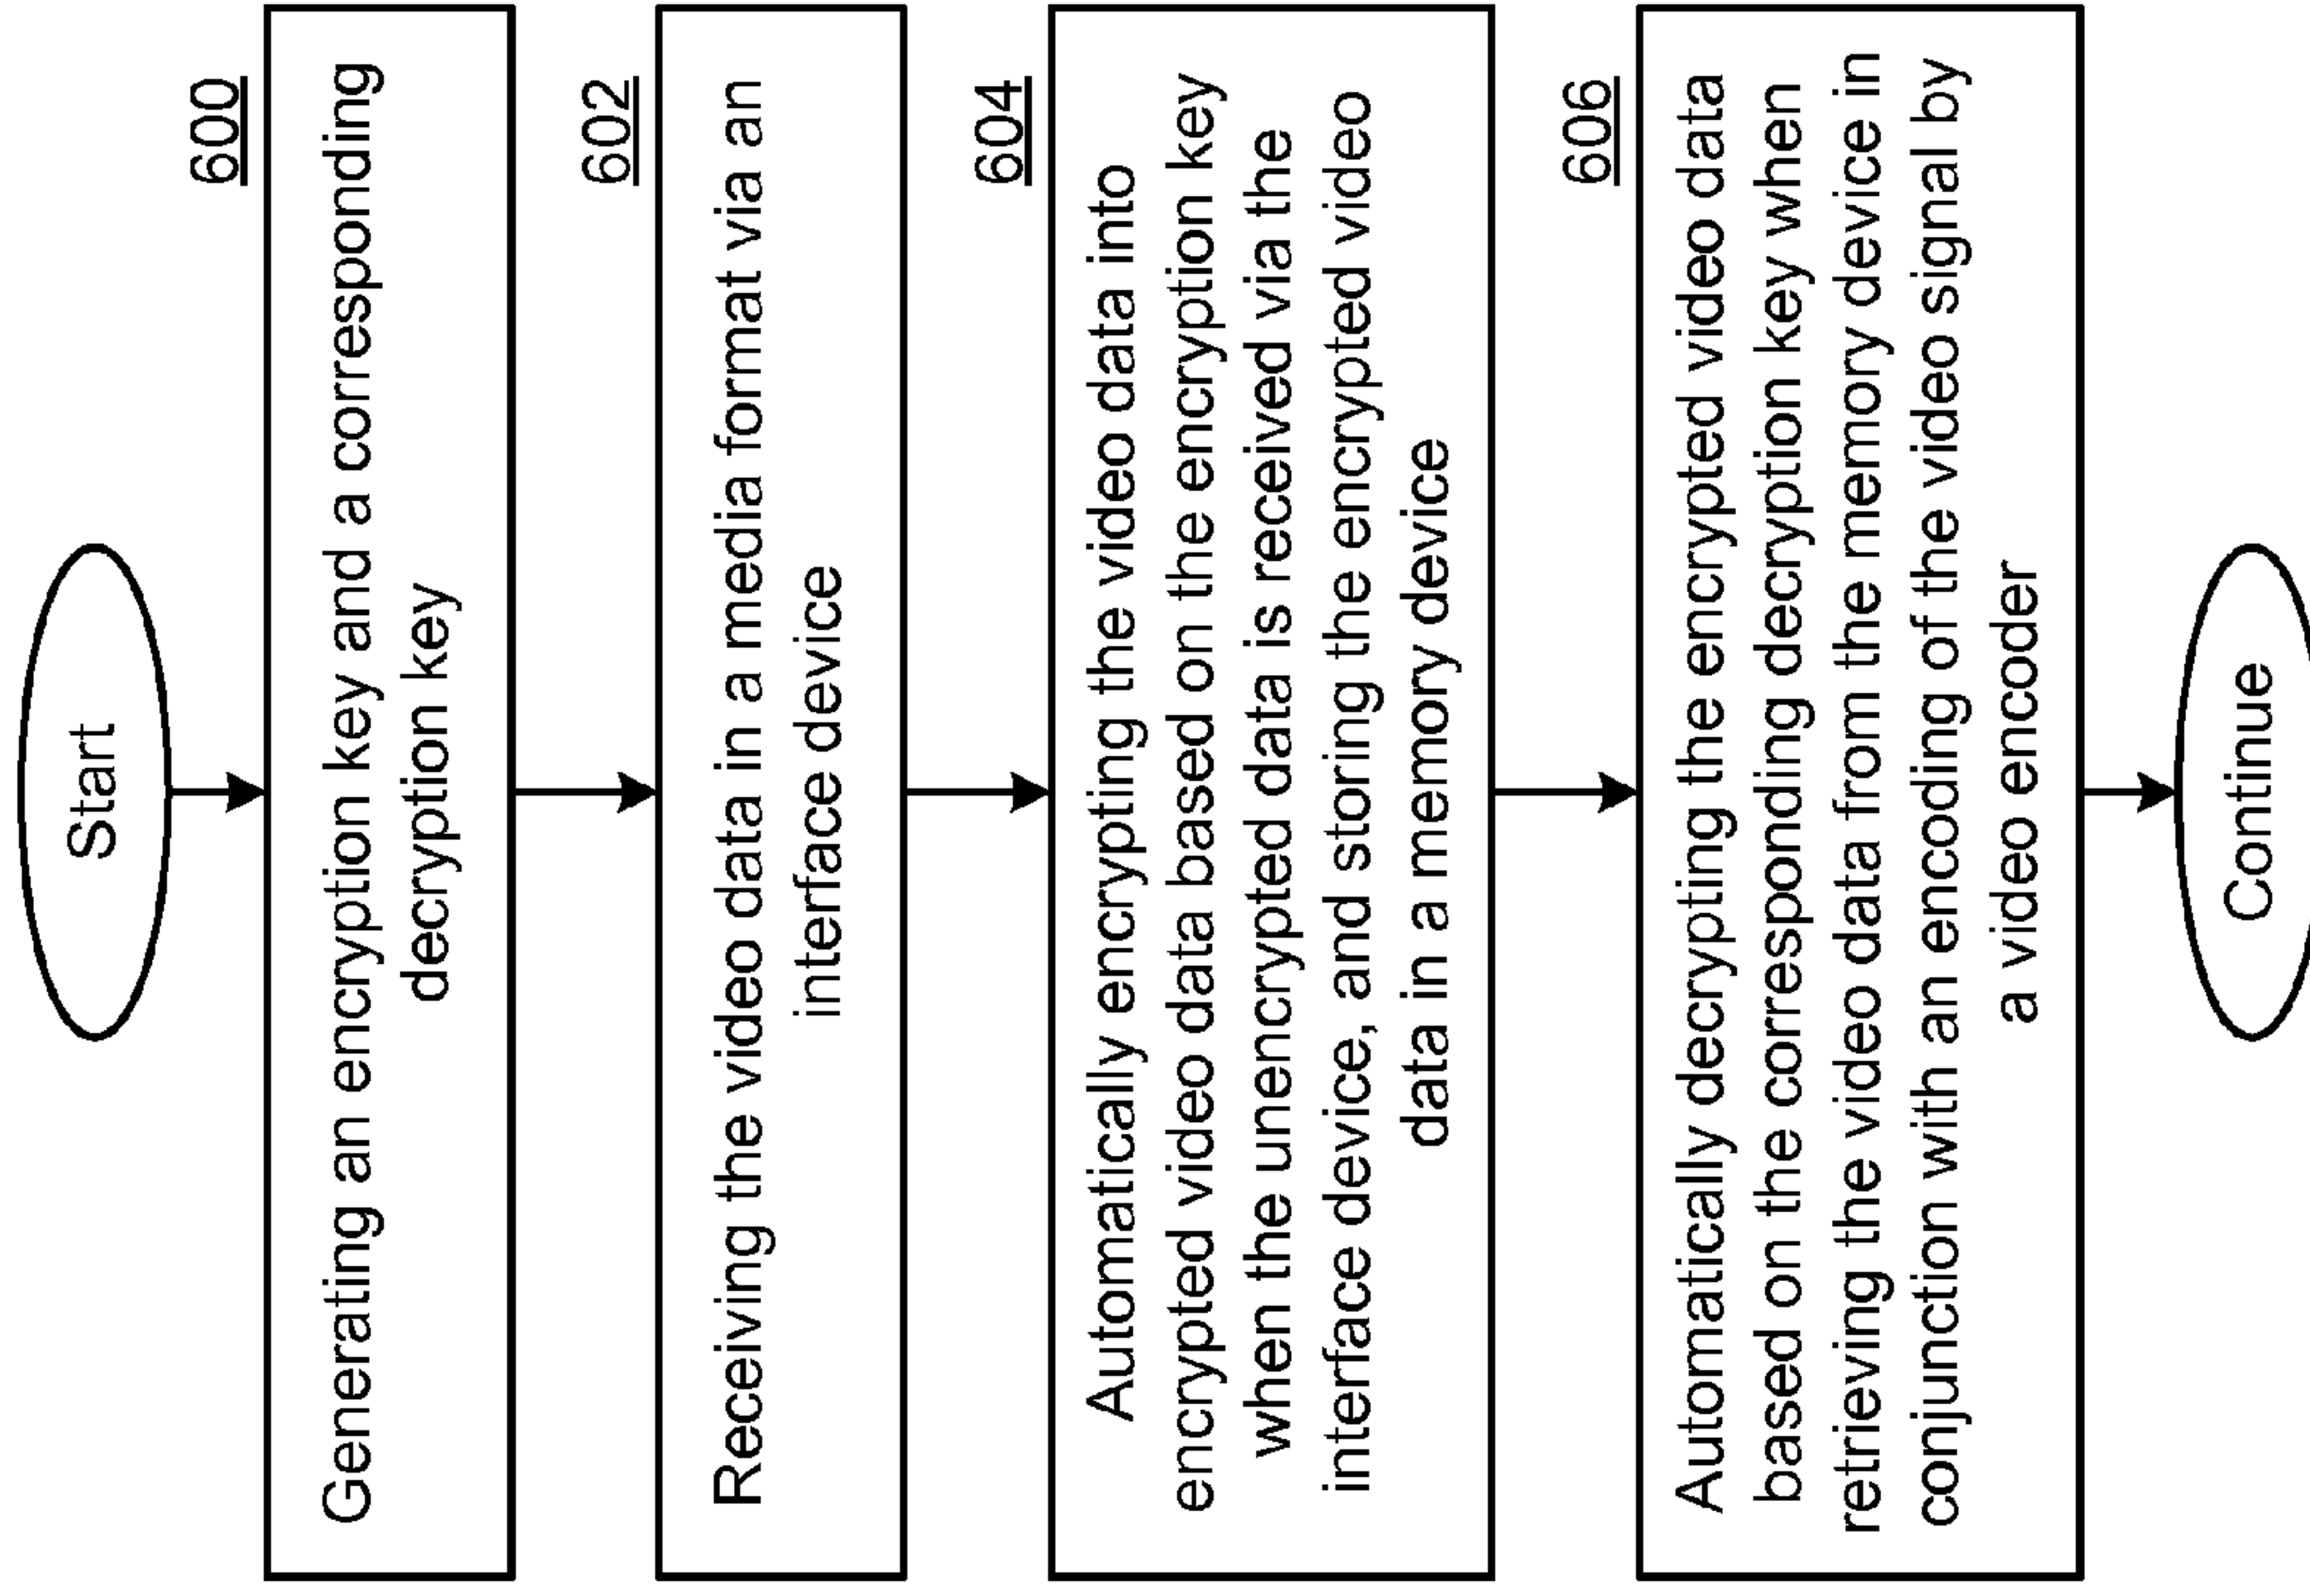 Start
600
Generating an encryption key and a corresponding
decryption key
602
Receiving the video data in a media format via an
interface device
604
Automatically encrypting the video data into
encrypted video data based on the encryption key
when the unencrypted data is received via the
interface device, and storing the encrypted video
data in a memory device
606
Automatically decrypting the encrypted video data
based on the corresponding decryption key when
retrieving the video data from the memory device in
conjunction with an encoding of the video signal by
a video encoder
Continue